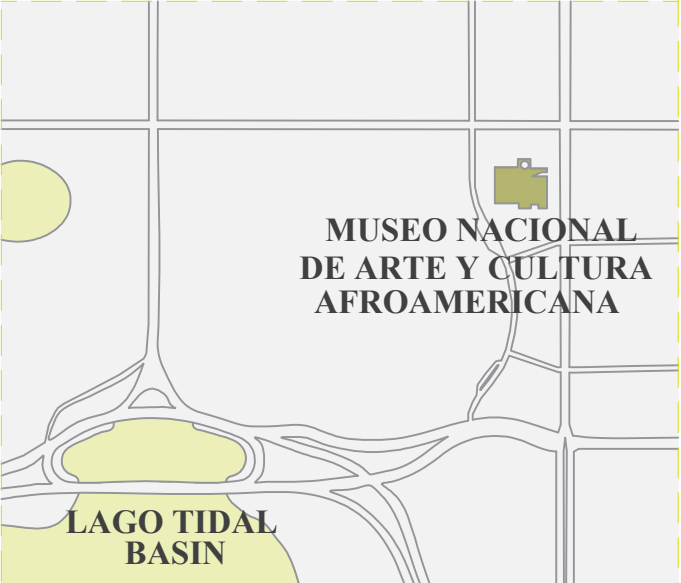 MUSEO NACIONAL
DE ARTE Y CULTURA
AFROAMERICANA
LAGO TIDAL
BASIN